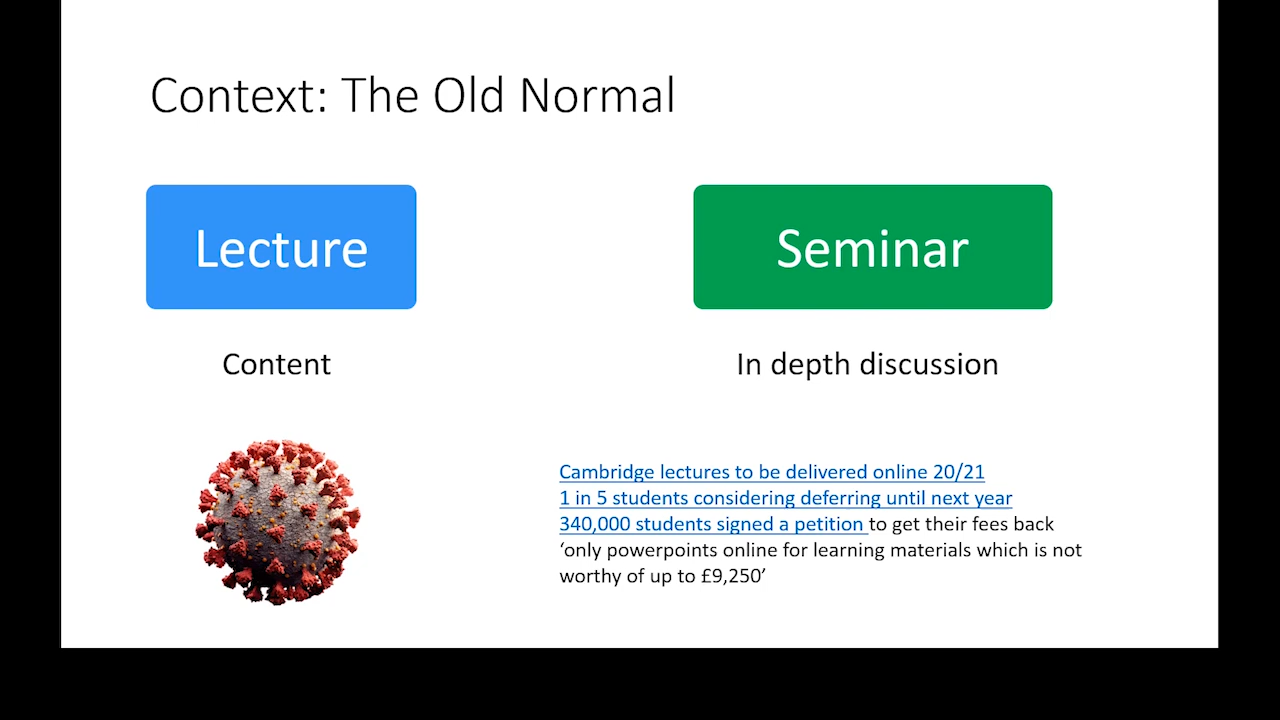 Context: The Old Normal
Lecture
Seminar
Content
In depth discussion
Cambridge lectures to be delivered online 20/21
1 in 5 students considering deferring until next year
340,000 students signed a petition to get their fees back
‘only powerpoints online for learning materials which is not
worthy of up to £9,250’